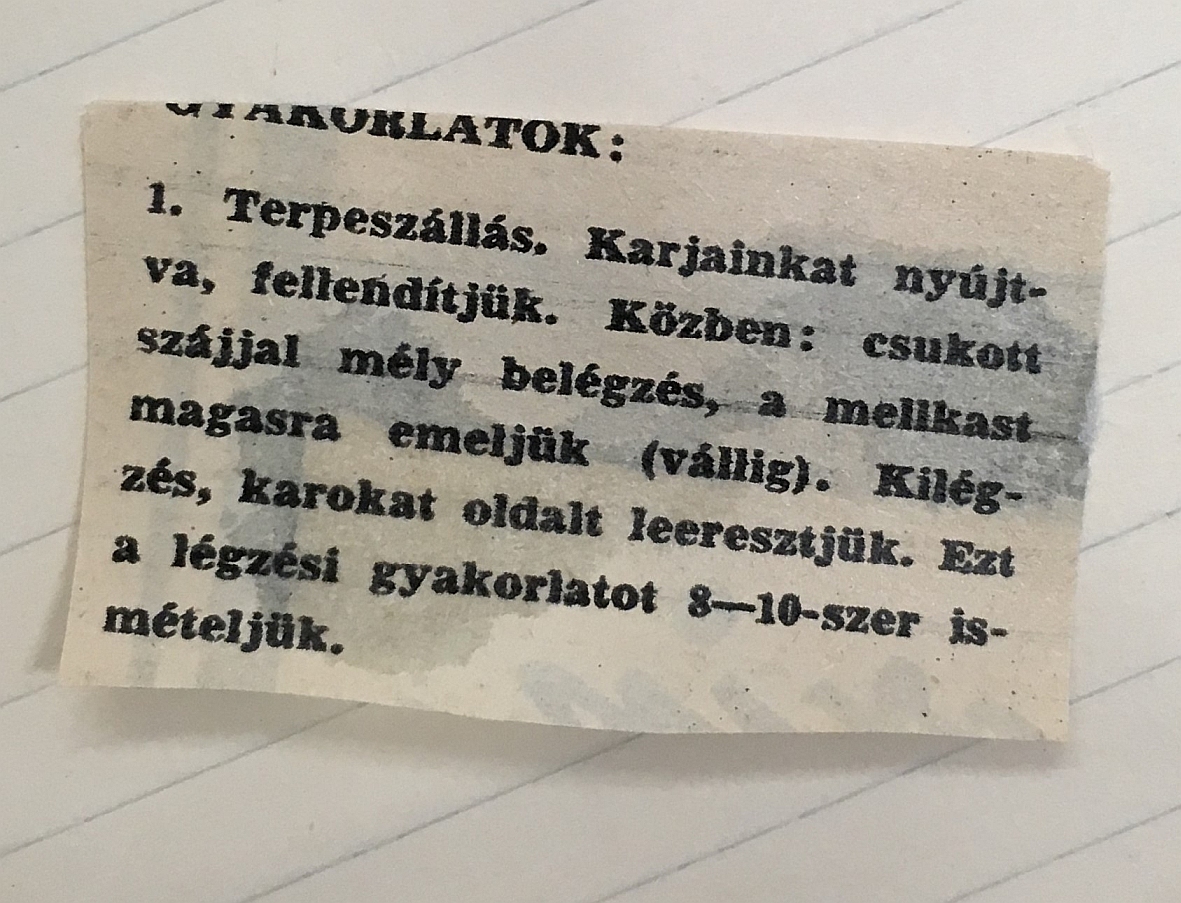 GYAKORLATOK:
1. Terpeszállás. Karjainkat nyújt-
va, fellendítjük. Közben: csukott
szájjal mély belégzés, a mellkast
magasra emeljük (vállig). Kilég-
zés, karokat oldalt leeresztjük. Ezt
a légzési gyakorlatot 8—10-szer is-
mételjük.